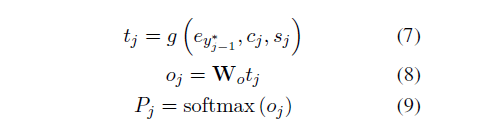 t_j = g ( e_{y^*_{j-1}}, c_j, s_j ) (7)
o_j = W_o t_j (8)
P_j = softmax (o_j) (9)